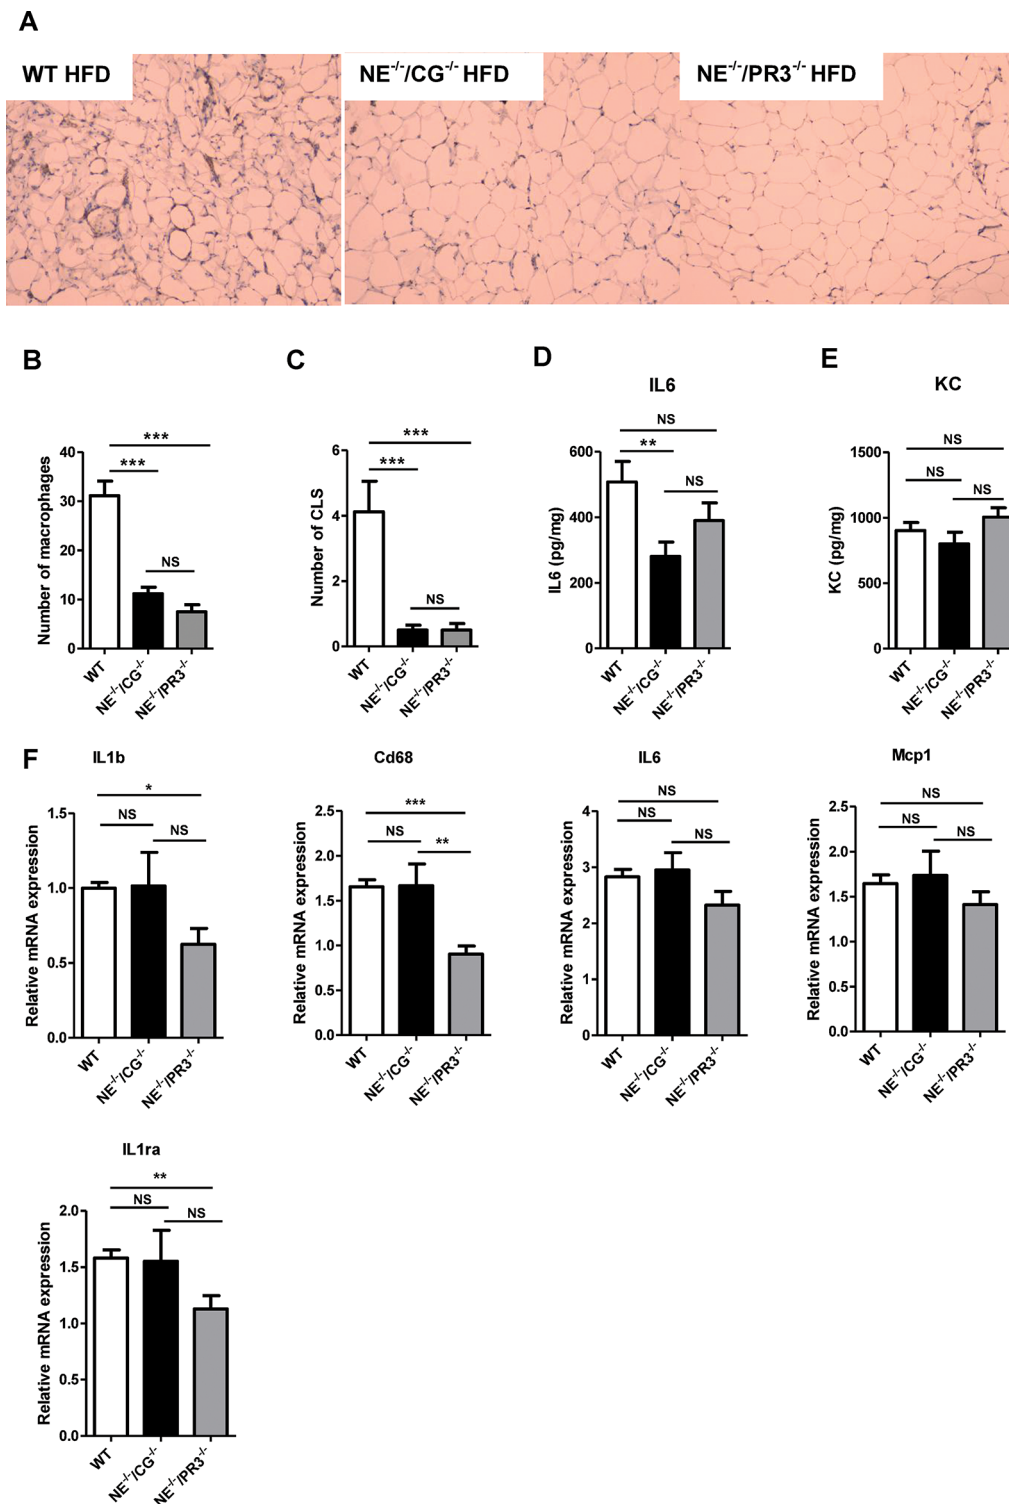 A
WT HFD
NE-/-/CG-/- HFD
NE-/-/PR3-/- HFD
B
***
***
NS
Number of macrophages
40
30
20
10
0
WT
NE-/-/CG-/-
NE-/-/PR3-/-
C
***
***
NS
Number of CLS
6
4
2
0
WT
NE-/-/CG-/-
NE-/-/PR3-/-
D
IL6
NS
**
NS
IL6 (pg/mg)
600
400
200
0
WT
NE-/-/CG-/-
NE-/-/PR3-/-
E
KC
NS
NS
NS
KC (pg/mg)
1500
1000
500
0
WT
NE-/-/CG-/-
NE-/-/PR3-/-
F
IL1b
*
NS
NS
Relative mRNA expression
1.5
1.0
0.5
0.0
WT
NE-/-/CG-/-
NE-/-/PR3-/-
Cd68
***
NS
**
Relative mRNA expression
2.5
2.0
1.5
1.0
0.5
0.0
WT
NE-/-/CG-/-
NE-/-/PR3-/-
IL6
NS
NS
NS
Relative mRNA expression
4
3
2
1
0
WT
NE-/-/CG-/-
NE-/-/PR3-/-
Mcp1
NS
NS
NS
Relative mRNA expression
2.5
2.0
1.5
1.0
0.5
0.0
WT
NE-/-/CG-/-
NE-/-/PR3-/-
IL1ra
**
NS
NS
Relative mRNA expression
2.0
1.5
1.0
0.5
0.0
WT
NE-/-/CG-/-
NE-/-/PR3-/-